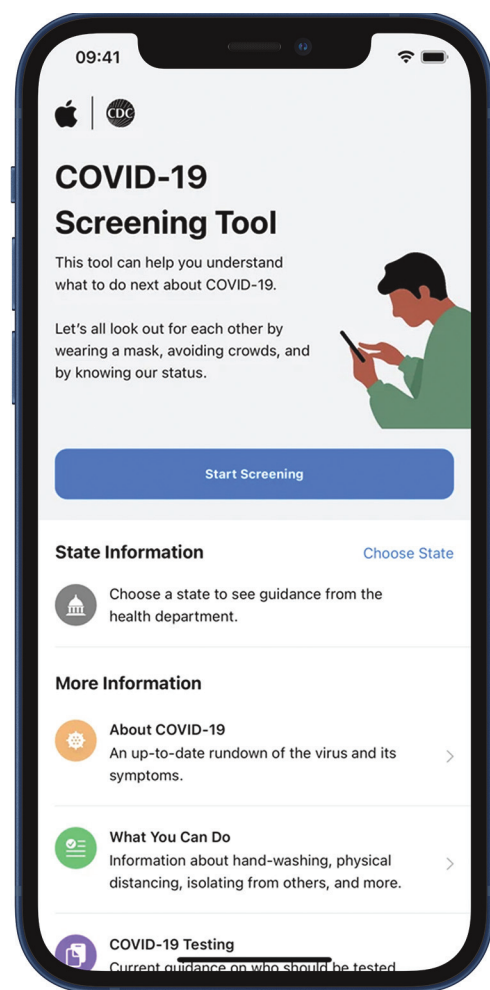 09:41
CDC
COVID-19
Screening Tool
This tool can help you understand
what to do next about COVID-19.
Let’s all look out for each other by
wearing a mask, avoiding crowds, and
by knowing our status.
Start Screening
State Information
Choose State
Choose a state to see guidance from the
health department.
More Information
About COVID-19
An up-to-date rundown of the virus and its
symptoms.
What You Can Do
Information about hand-washing, physical
distancing, isolating from others, and more.
COVID-19 Testing
Current guidance on who should be tested